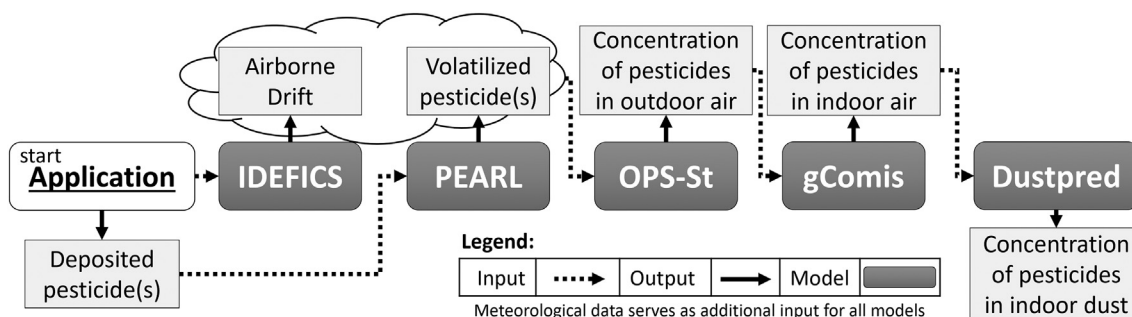 Airborne
Drift
Volatilized
pesticide(s)
Concentration
of pesticides
in outdoor air
Concentration
of pesticides
in indoor air
start
Application
IDEFICS
PEARL
OPS-St
gComis
Dustpred
Deposited
pesticide(s)
Concentration
of pesticides
in indoor dust
Legend:
Input
Output
Model
Meteorological data serves as additional input for all models